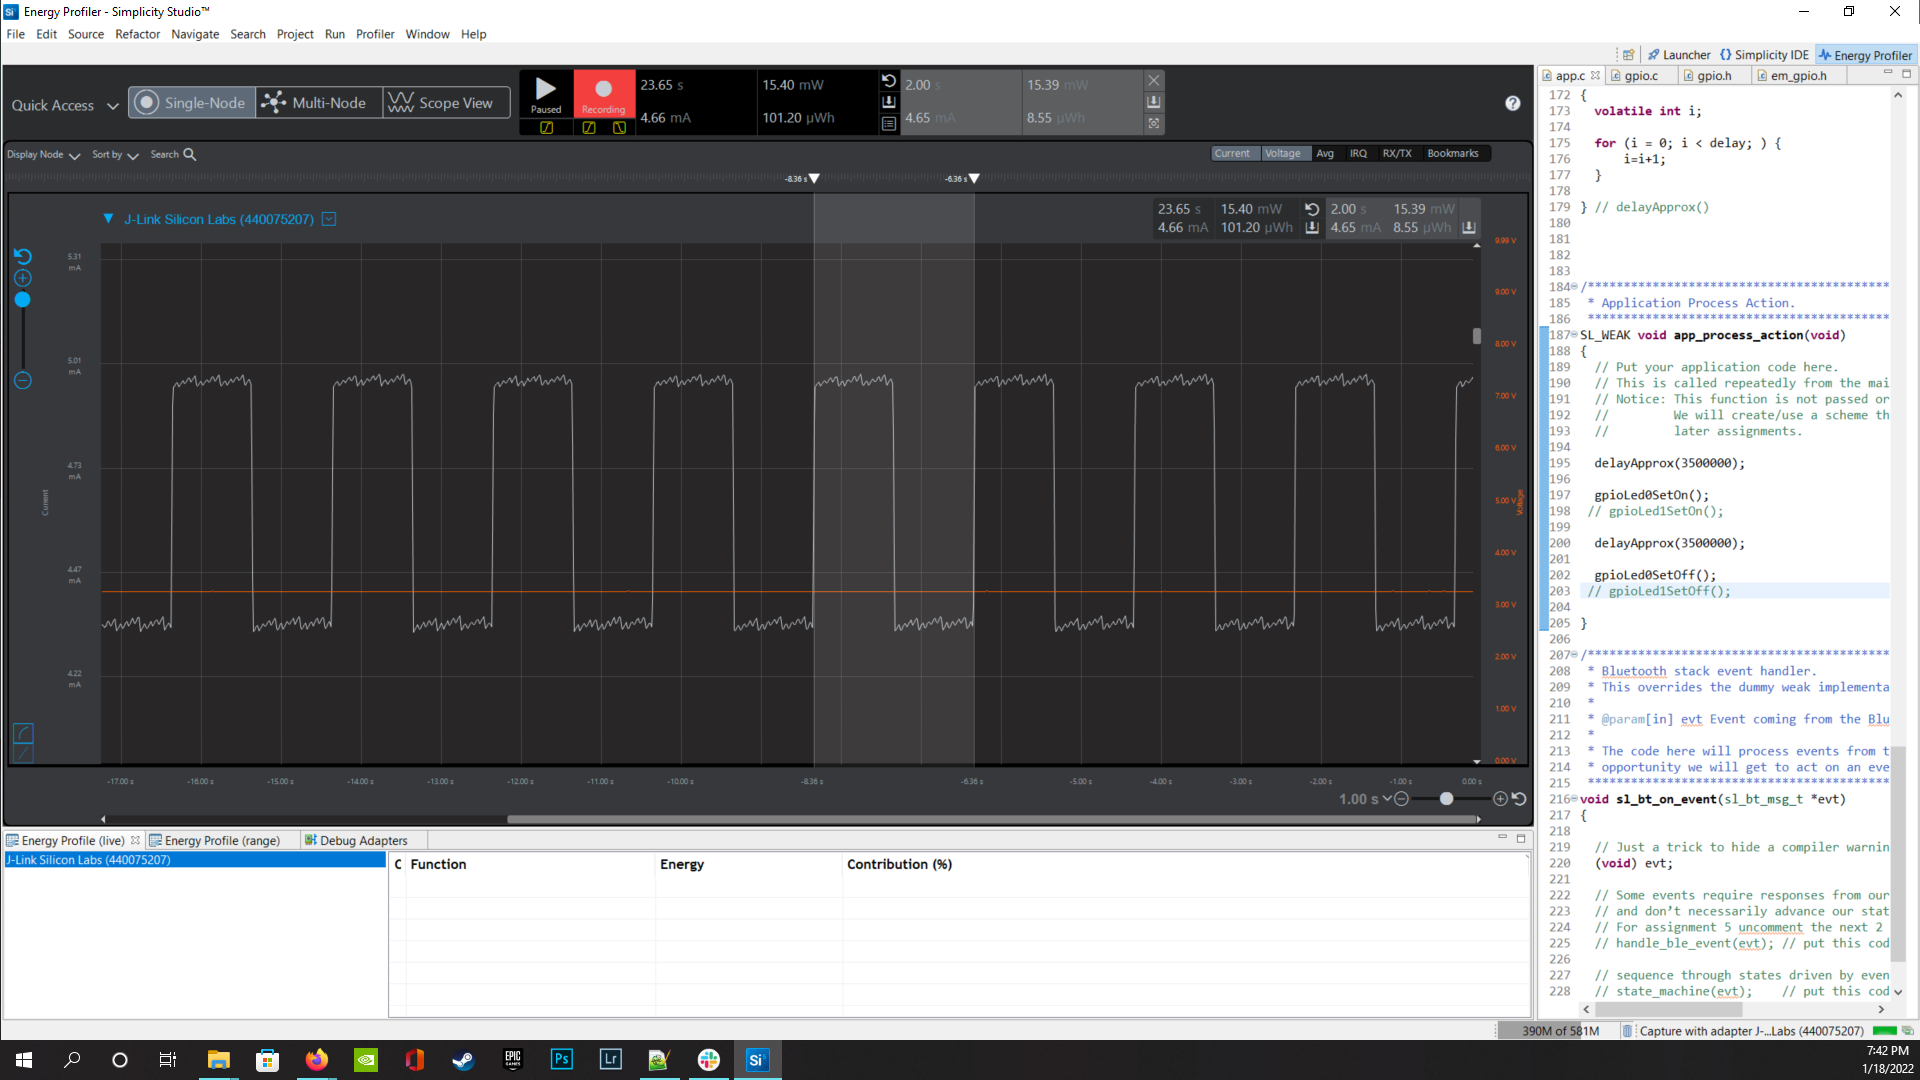 Energy Profiler - Simplicity Studio™
File Edit Source Refactor Navigate Search Project Run Profiler Window Help
Launcher Simplicity IDE Energy Profiler
Quick Access Single-Node Multi-Node Scope View
Paused Recording
23.65 s 15.40 mW 2.00 s 15.39 mW
4.66 mA 101.20 µWh 4.65 mA 8.55 µWh
Display Node Sort by Search
Current Voltage Avg IRQ RX/TX Bookmarks
-8.36 s -6.36 s
J-Link Silicon Labs (440075207)
23.65 s 15.40 mW 2.00 s 15.39 mW
4.66 mA 101.20 µWh 4.65 mA 8.55 µWh
5.31 mA
5.01 mA
4.73 mA
4.47 mA
4.22 mA
Current
9.99 V
9.00 V
8.00 V
7.00 V
6.00 V
5.00 V
4.00 V
3.00 V
2.00 V
1.00 V
0.00 V
Voltage
-17.00 s -16.00 s -15.00 s -14.00 s -13.00 s -12.00 s -11.00 s -10.00 s -8.36 s -6.36 s -5.00 s -4.00 s -3.00 s -2.00 s -1.00 s 0.00 s
1.00 s
Energy Profile (live) Energy Profile (range) Debug Adapters
J-Link Silicon Labs (440075207)
C Function Energy Contribution (%)
app.c gpio.c gpio.h em_gpio.h
172 {
173 volatile int i;
174
175 for (i = 0; i < delay; ) {
176 i=i+1;
177 }
178
179 } // delayApprox()
180
181
182
183
184 /******************************************
185 * Application Process Action.
186 ******************************************
187 SL_WEAK void app_process_action(void)
188 {
189 // Put your application code here.
190 // This is called repeatedly from the mai
191 // Notice: This function is not passed or
192 // We will create/use a scheme th
193 // later assignments.
194
195 delayApprox(3500000);
196
197 gpioLed0SetOn();
198 // gpioLed1SetOn();
199
200 delayApprox(3500000);
201
202 gpioLed0SetOff();
203 // gpioLed1SetOff();
204
205 }
206
207 /******************************************
208 * Bluetooth stack event handler.
209 * This overrides the dummy weak implementa
210 *
211 * @param[in] evt Event coming from the Blu
212 *
213 * The code here will process events from t
214 * opportunity we will get to act on an eve
215 ******************************************
216 void sl_bt_on_event(sl_bt_msg_t *evt)
217 {
218
219 // Just a trick to hide a compiler warnin
220 (void) evt;
221
222 // Some events require responses from our
223 // and don't necessarily advance our stat
224 // For assignment 5 uncomment the next 2
225 // handle_ble_event(evt); // put this cod
226
227 // sequence through states driven by even
228 // state_machine(evt); // put this cod
390M of 581M Capture with adapter J-...Labs (440075207)
EPIC GAMES Ps Lr Si
7:42 PM
1/18/2022